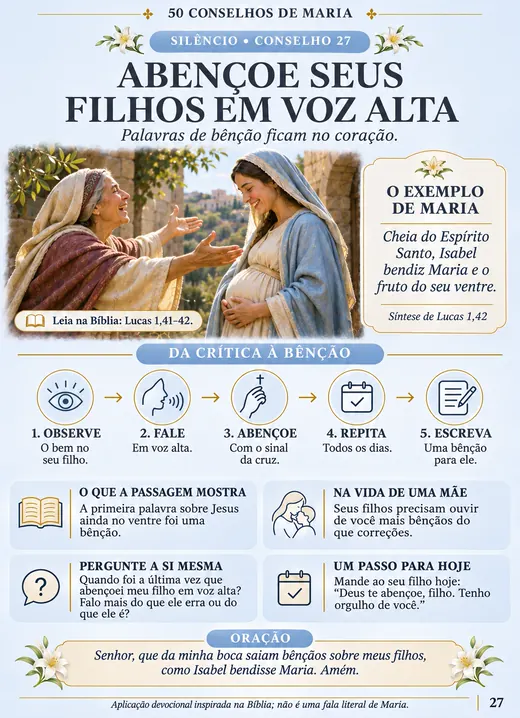 50 CONSELHOS DE MARIA
SILÊNCIO • CONSELHO 27
ABENÇOE SEUS
FILHOS EM VOZ ALTA
Palavras de bênção ficam no coração.
O EXEMPLO
DE MARIA
Cheia do Espírito
Santo, Isabel
bendiz Maria e o
fruto do seu ventre.
Síntese de Lucas 1,42
Leia na Bíblia: Lucas 1,41–42.
DA CRÍTICA À BÊNÇÃO
1. OBSERVE
O bem no
seu filho.
2. FALE
Em voz alta.
3. ABENÇOE
Com o sinal
da cruz.
4. REPITA
Todos os dias.
5. ESCREVA
Uma bênção
para ele.
O QUE A PASSAGEM MOSTRA
A primeira palavra sobre Jesus
ainda no ventre foi uma
bênção.
NA VIDA DE UMA MÃE
Seus filhos precisam ouvir
de você mais bênçãos do
que correções.
PERGUNTE A SI MESMA
Quando foi a última vez que
abençoei meu filho em voz alta?
Falo mais do que ele erra ou do
que ele é?
UM PASSO PARA HOJE
Mande ao seu filho hoje:
“Deus te abençoe, filho. Tenho
orgulho de você.”
ORAÇÃO
Senhor, que da minha boca saiam bênçãos sobre meus filhos,
como Isabel bendisse Maria. Amém.
Aplicação devocional inspirada na Bíblia; não é uma fala literal de Maria.
27